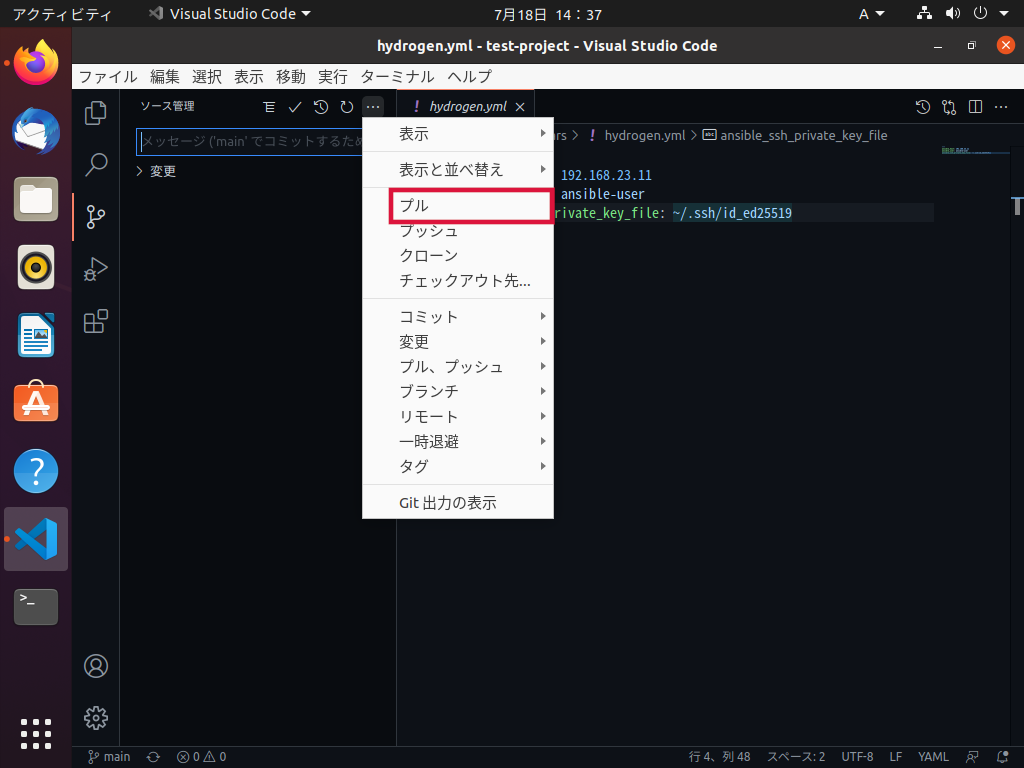 アクティビティ
Visual Studio Code
7月18日 14：37
A
hydrogen.yml - test-project - Visual Studio Code
ファイル 編集 選択 表示 移動 実行 ターミナル ヘルプ
ソース管理
メッセージ ('main' でコミットするため
変更
表示
表示と並べ替え
プル
プッシュ
クローン
チェックアウト先...
コミット
変更
プル、プッシュ
ブランチ
リモート
一時退避
タグ
Git 出力の表示
! hydrogen.yml
ars > ! hydrogen.yml > abc ansible_ssh_private_key_file
192.168.23.11
ansible-user
rivate_key_file: ~/.ssh/id_ed25519
?
>_
main 0 0 行 4、列 48 スペース: 2 UTF-8 LF YAML